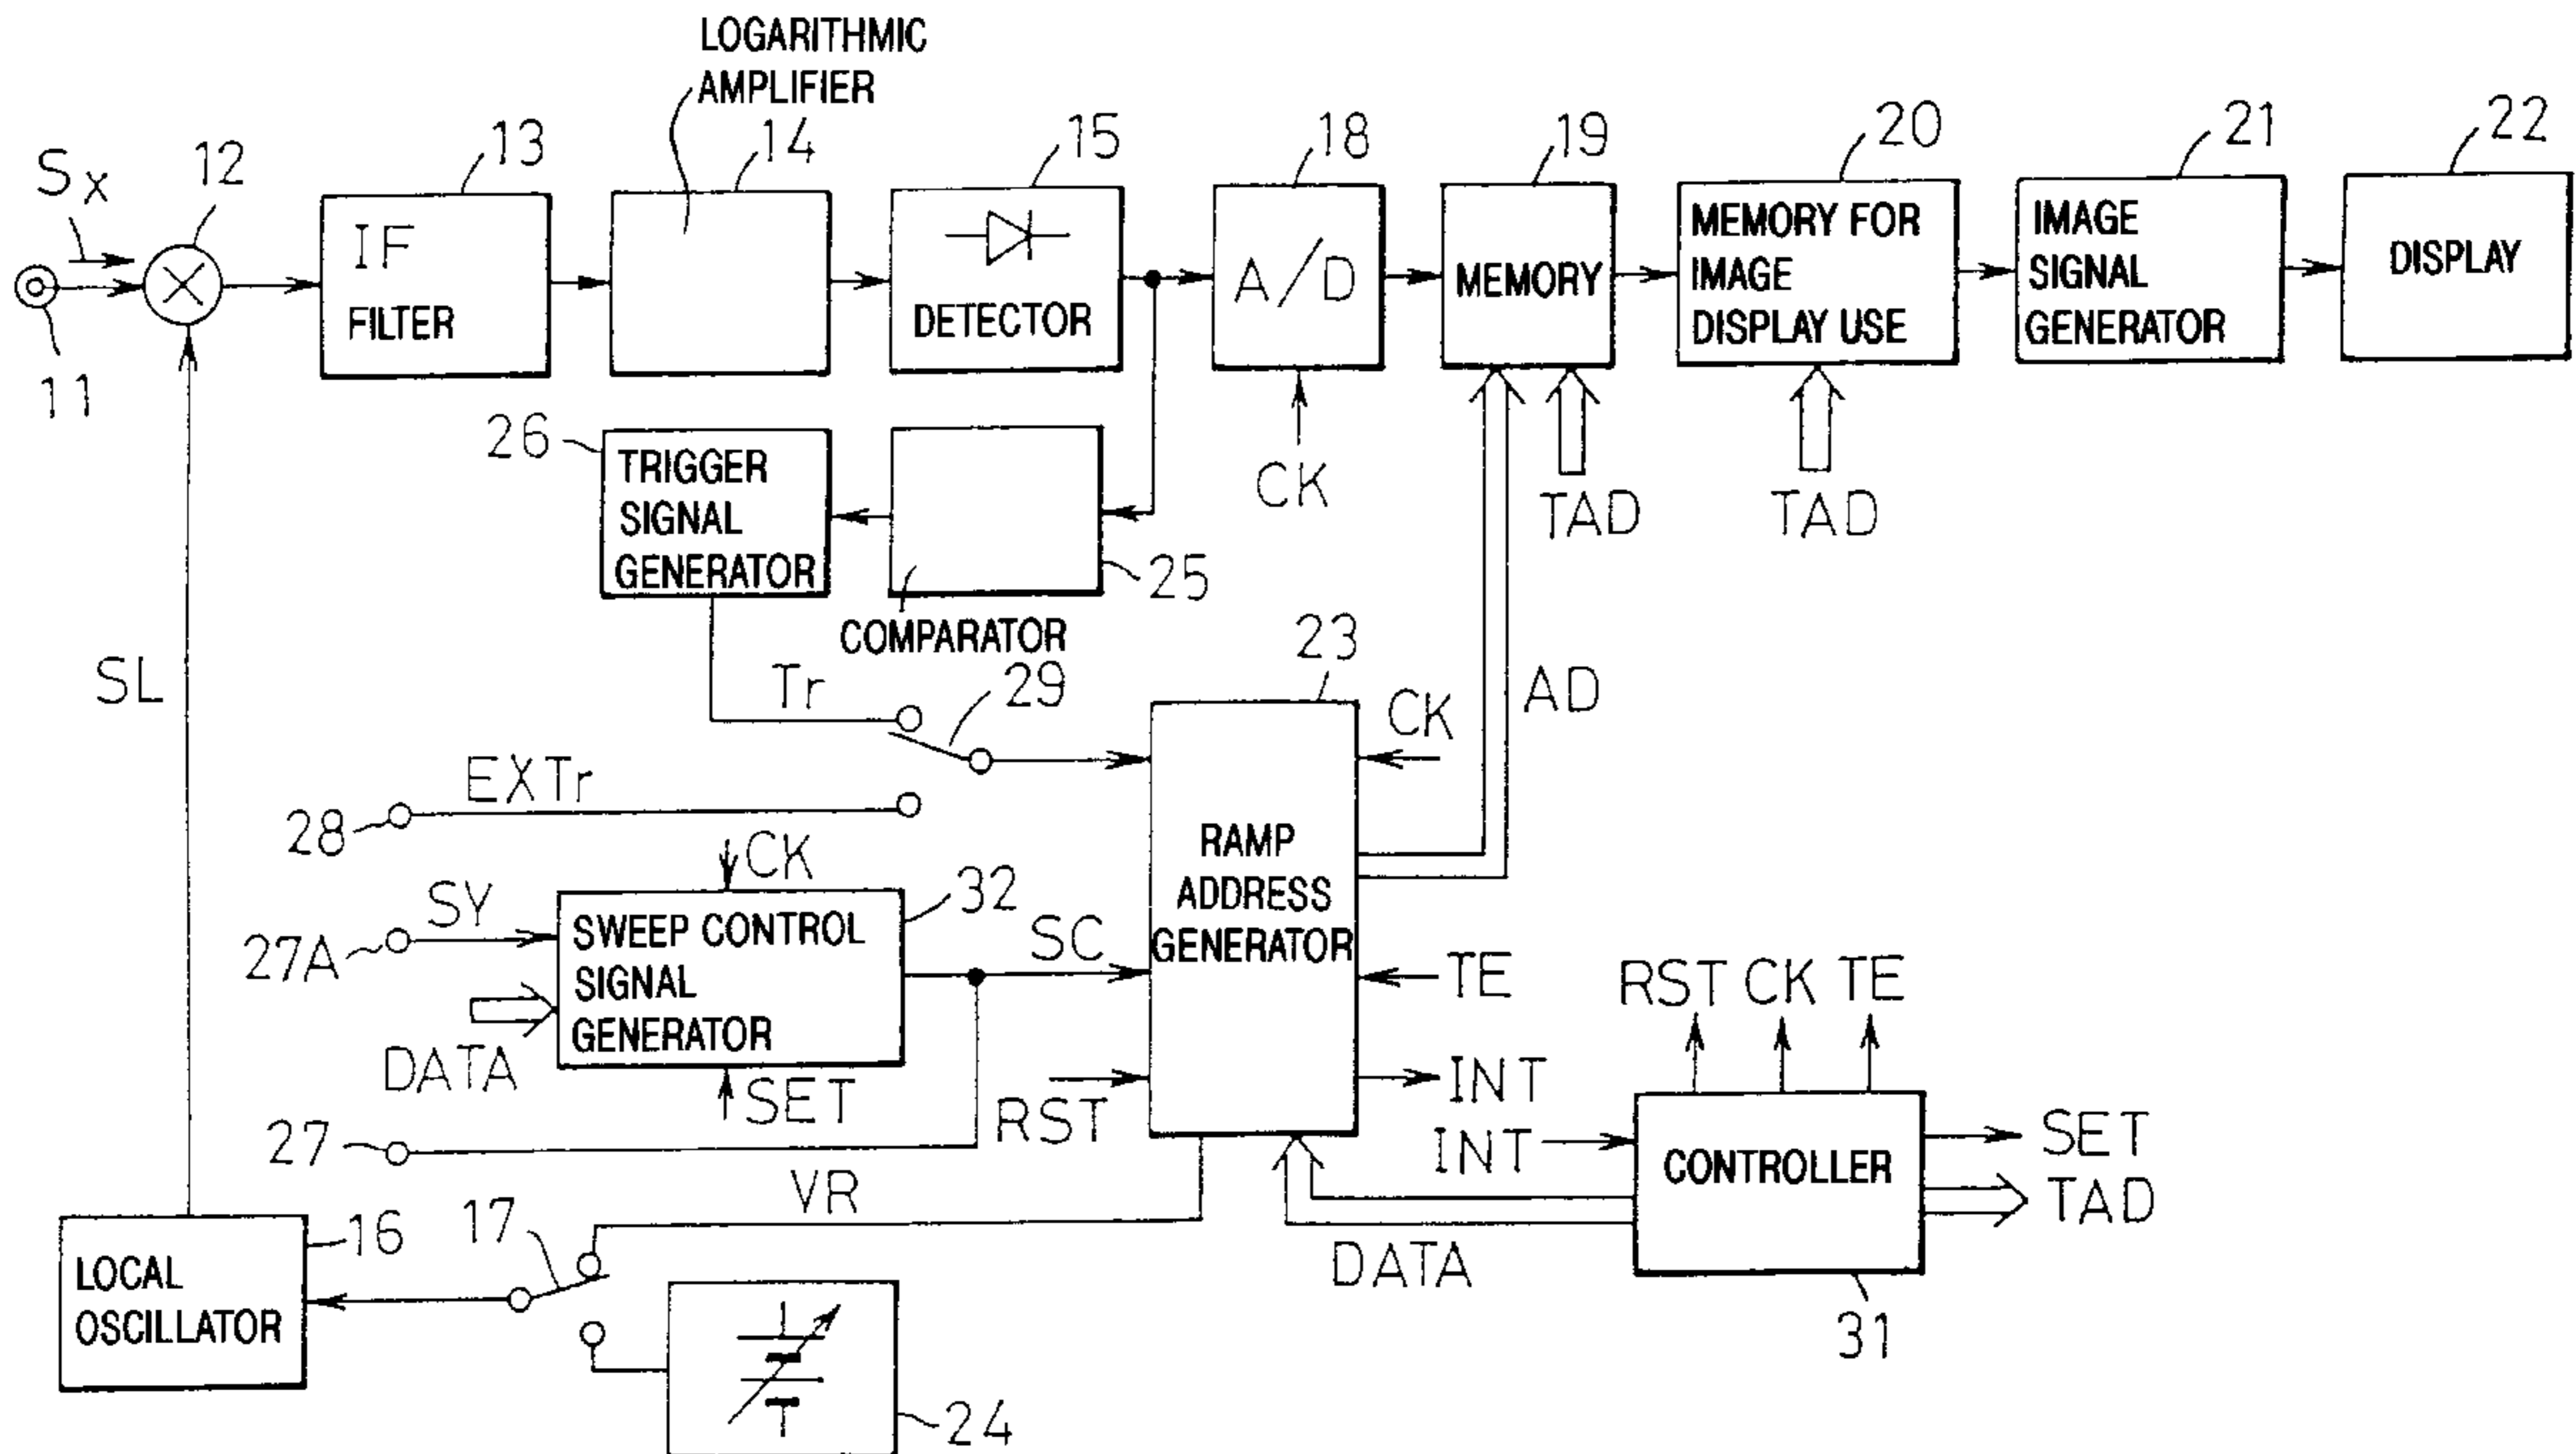 LOGARITHMIC
AMPLIFIER
Sx
12
13
14
15
18
19
20
21
22
11
IF
FILTER
DETECTOR
A/D
MEMORY
MEMORY FOR
IMAGE
DISPLAY USE
IMAGE
SIGNAL
GENERATOR
DISPLAY
CK
TAD
TAD
26
TRIGGER
SIGNAL
GENERATOR
25
COMPARATOR
SL
Tr
29
23
CK
AD
EXTr
28
CK
RAMP
ADDRESS
GENERATOR
SY
27A
SWEEP CONTROL
SIGNAL
GENERATOR
32
SC
TE
DATA
SET
RST
INT
27
VR
RST CK TE
INT
CONTROLLER
SET
TAD
DATA
31
LOCAL
OSCILLATOR
16
17
24